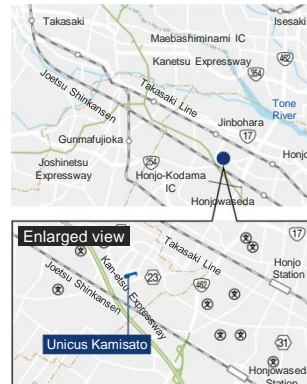 Takasaki
Isesaki
Maebashiminami IC
Kanetsu Expressway
354
462
Joetsu Shinkansen
Takasaki Line
Tone
River
Jinbohara
17
Gunmafujioka
Joshinetsu
Expressway
254
Honjo-Kodama
IC
Honjo
Honjowaseda
Enlarged view
Takasaki Line
17
Joetsu Shinkansen
Kan-etsu Expressway
23
462
Honjo
Station
Unicus Kamisato
31
Honjowaseda
Station